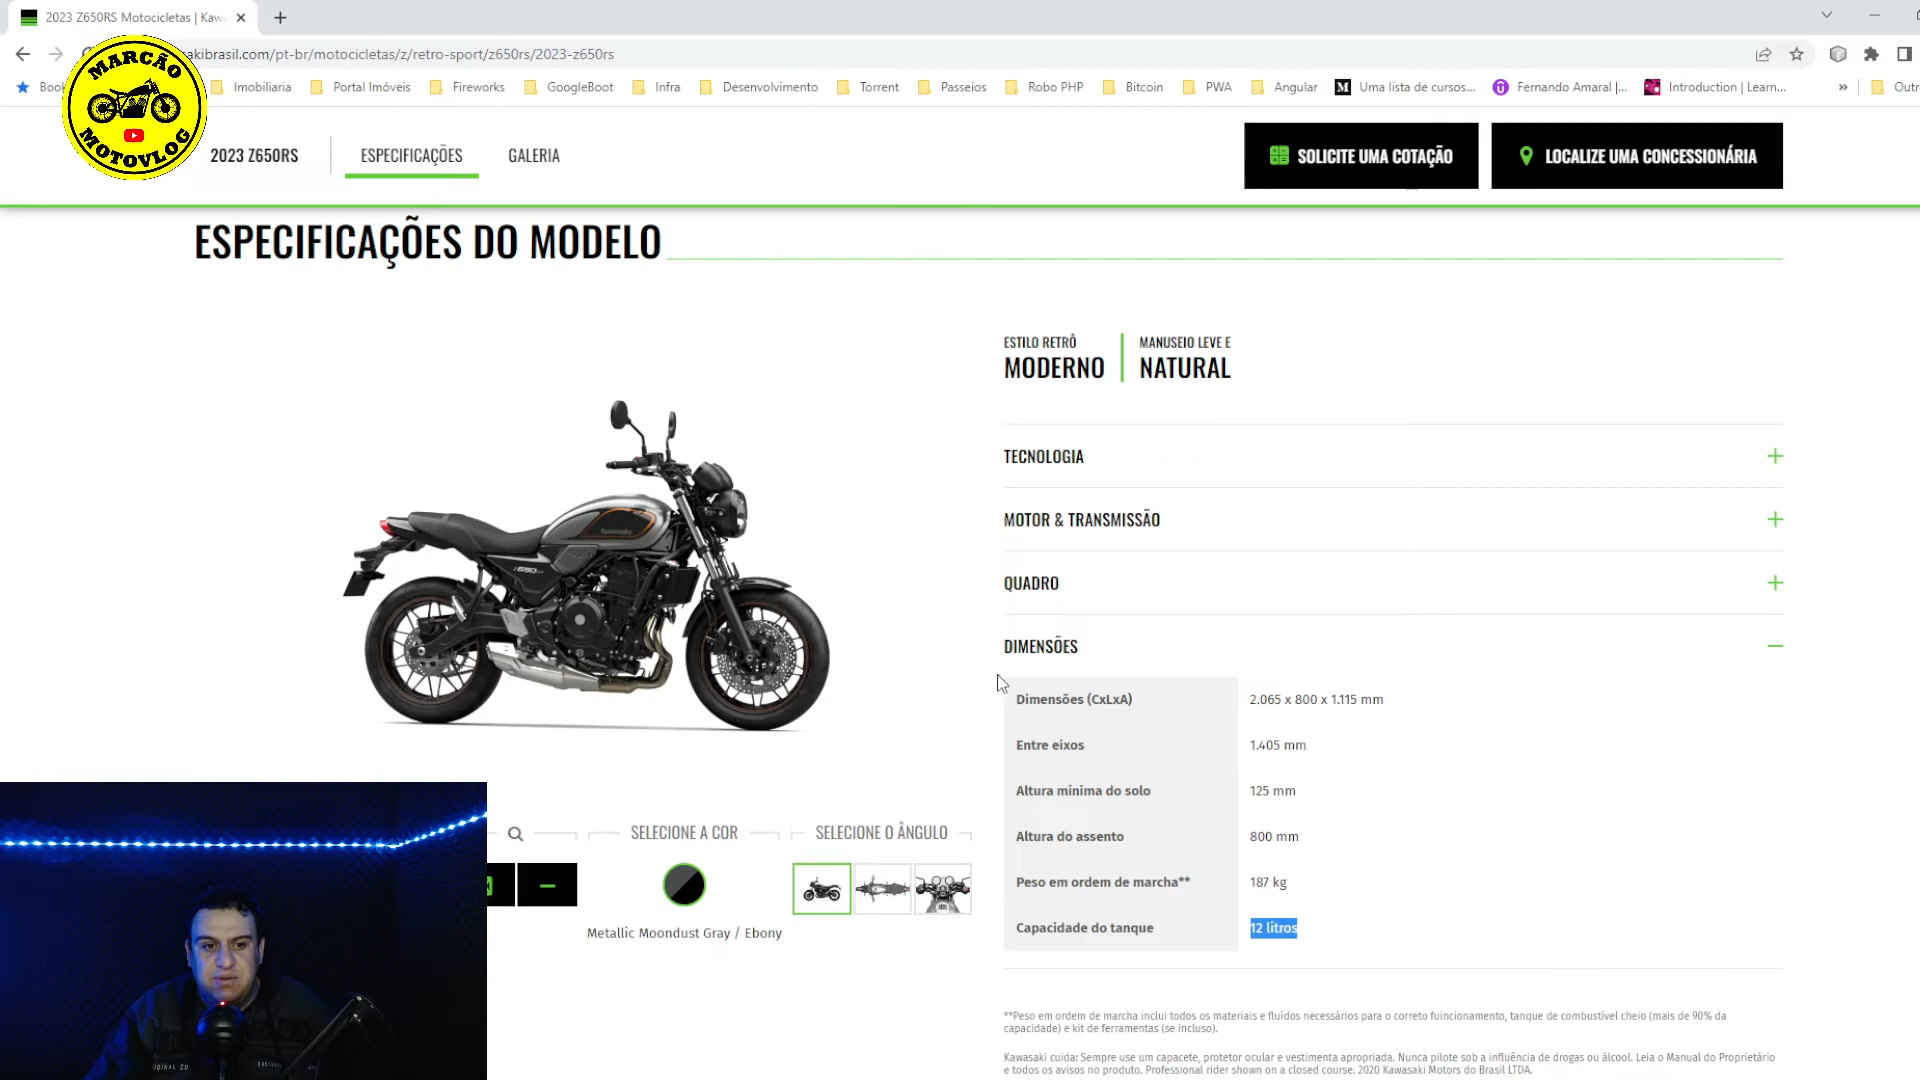 2023 Z650RS Motocicletas | Kaw
akibrasil.com/pt-br/motocicletas/z/retro-sport/z650rs/2023-z650rs
Imobiliaria
Portal Imóveis
Fireworks
GoogleBoot
Infra
Desenvolvimento
Torrent
Passeios
Robo PHP
Bitcoin
PWA
Angular
Uma lista de cursos...
Fernando Amaral |...
Introduction | Learn...
»
Outr
MARCÃO
MOTOVLOG
2023 Z650RS
ESPECIFICAÇÕES
GALERIA
SOLICITE UMA COTAÇÃO
LOCALIZE UMA CONCESSIONÁRIA
ESPECIFICAÇÕES DO MODELO
ESTILO RETRÔ
MODERNO
MANUSEIO LEVE E
NATURAL
TECNOLOGIA
MOTOR & TRANSMISSÃO
QUADRO
DIMENSÕES
Dimensões (CxLxA) 2.065 x 800 x 1.115 mm
Entre eixos 1.405 mm
Altura mínima do solo 125 mm
Altura do assento 800 mm
Peso em ordem de marcha** 187 kg
Capacidade do tanque 12 litros
SELECIONE A COR
SELECIONE O ÂNGULO
Metallic Moondust Gray / Ebony
**Peso em ordem de marcha inclui todos os materiais e fluídos necessários para o correto fuincionamento, tanque de combustível cheio (mais de 90% da
capacidade) e kit de ferramentas (se incluso).
Kawasaki cuida: Sempre use um capacete, protetor ocular e vestimenta apropriada. Nunca pilote sob a influência de drogas ou álcool. Leia o Manual do Proprietário
e todos os avisos no produto. Professional rider shown on a closed course. 2020 Kawasaki Motors do Brasil LTDA.